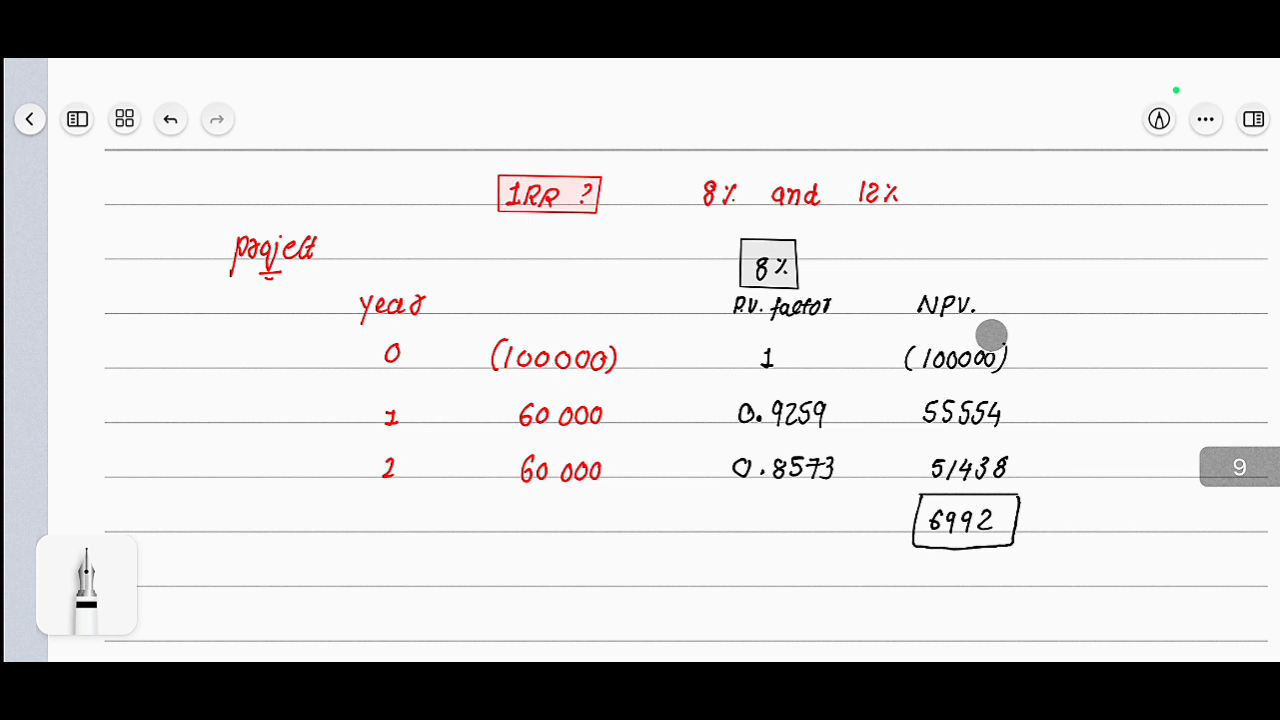 IRR ? 8% and 12%
project
8%
year P.V. factor NPV.
0 (100000) 1 (100000)
1 60 000 0.9259 55554
2 60 000 0.8573 51438
6992
9